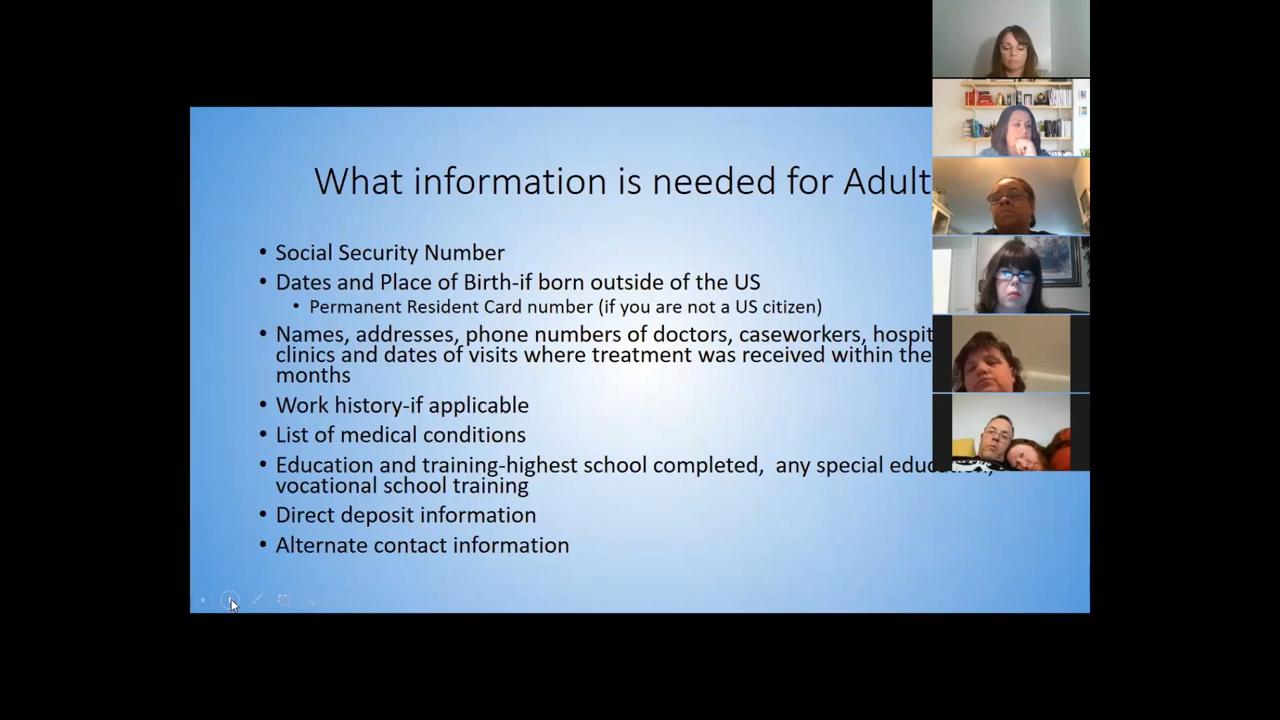 What information is needed for Adult
• Social Security Number
• Dates and Place of Birth-if born outside of the US
• Permanent Resident Card number (if you are not a US citizen)
• Names, addresses, phone numbers of doctors, caseworkers,
clinics and dates of visits where treatment was received within the
months
• Work history-if applicable
• List of medical conditions
• Education and training-highest school completed, any special
vocational school training
• Direct deposit information
• Alternate contact information